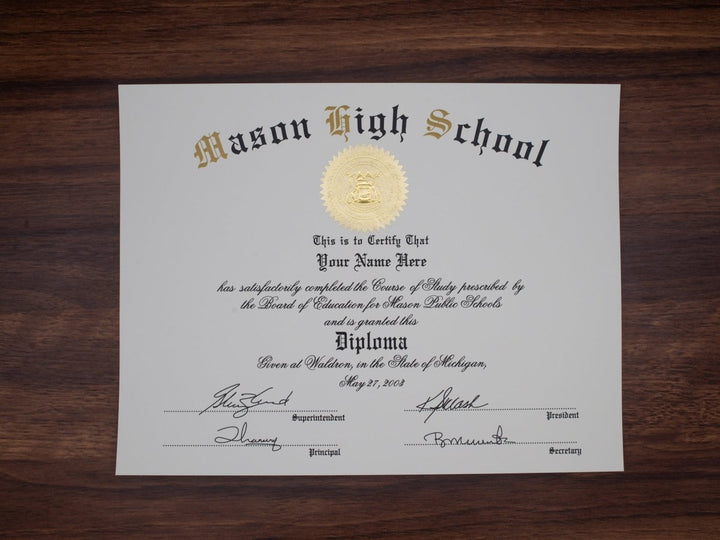 Mason High School
This is to Certify That
Your Name Here
has satisfactorily completed the Course of Study prescribed by
the Board of Education for Mason Public Schools
and is granted this
Diploma
Given at Waldron, in the State of Michigan,
May 27, 2003
Superintendent
President
Principal
Secretary